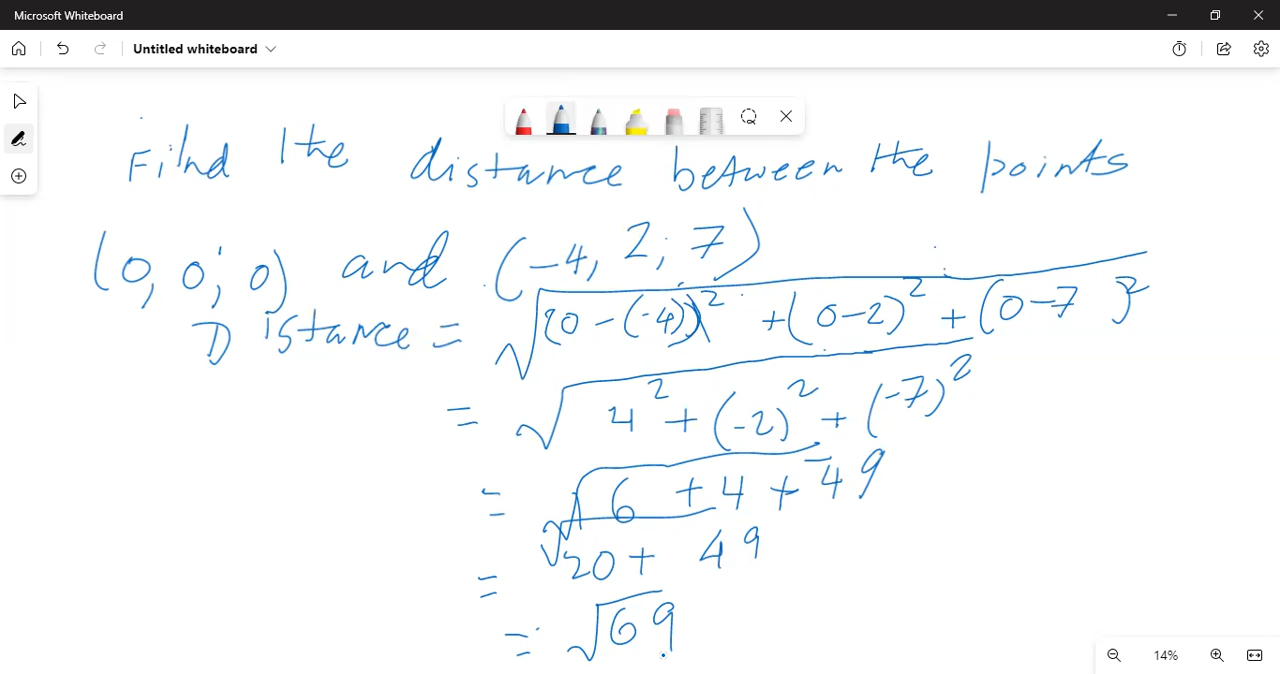 Microsoft Whiteboard
Untitled whiteboard
Find the distance between the points
(0, 0, 0) and (-4, 2, 7)
Distance = √(0-(-4))² + (0-2)² + (0-7)²
= √4² + (-2)² + (-7)²
= √16 + 4 + 49
= √20 + 49
= √69
14%